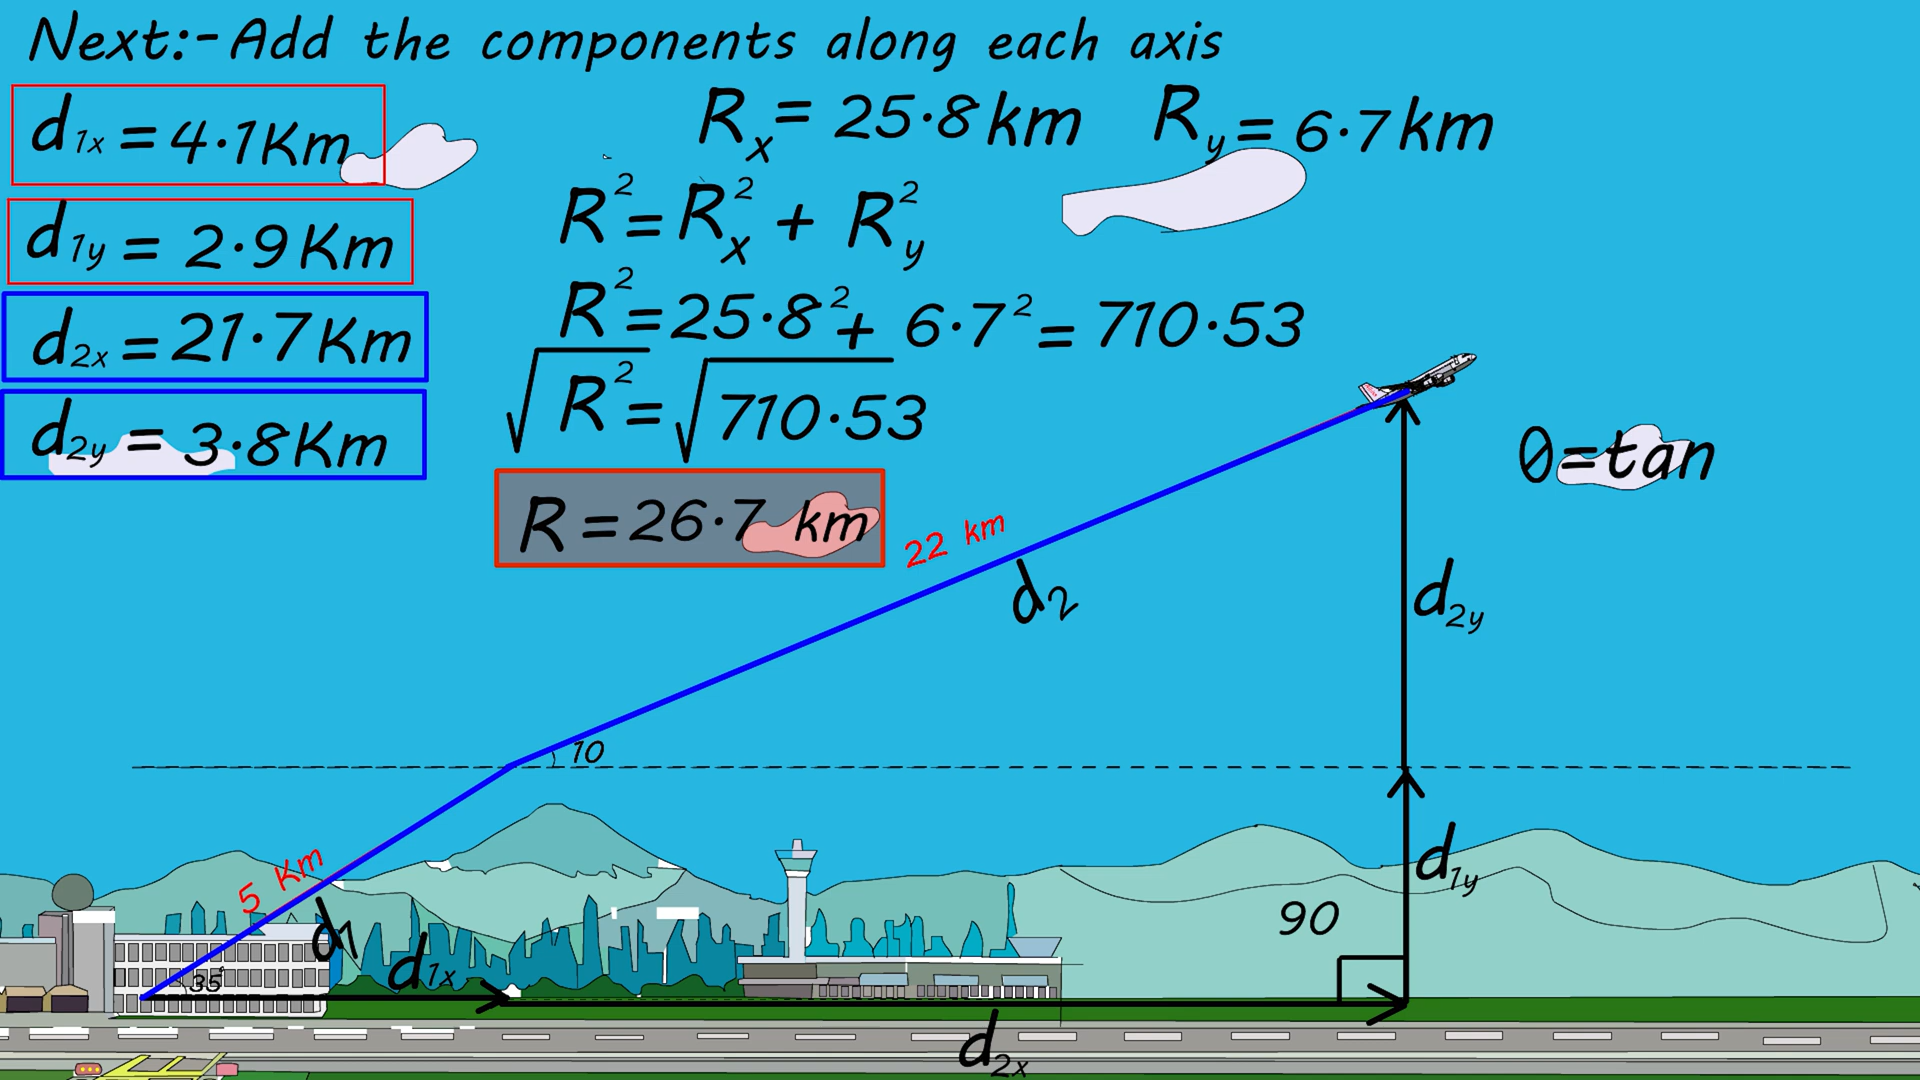 Next:-Add the components along each axis
d1x = 4.1Km
d1y = 2.9Km
d2x = 21.7Km
d2y = 3.8Km
Rx = 25.8km Ry = 6.7km
R² = Rx² + Ry²
R² = 25.8² + 6.7² = 710.53
√R² = √710.53
R = 26.7 km
θ=tan
22 km
d2
d2y
10
5 Km
d1
35°
d1x
d1y
90
d2x